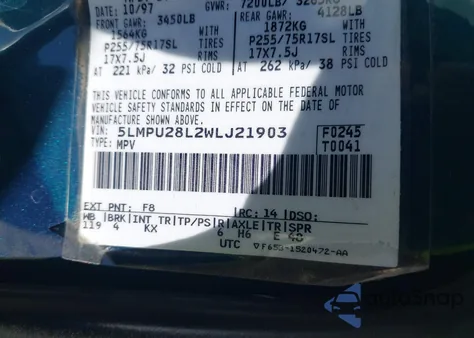 10/97 GVWR: 7200LB/
FRONT GAWR: 3450LB REAR GAWR: 4128LB
1564KG WITH 1872KG WITH
P255/75R17SL TIRES P255/75R17SL TIRES
17X7.5J RIMS 17X7.5J
AT 221 kPa/ 32 PSI COLD AT 262 kPa/ 38 PSI COLD
THIS VEHICLE CONFORMS TO ALL APPLICABLE FEDERAL MOTOR
VEHICLE SAFETY STANDARDS IN EFFECT ON THE DATE OF
MANUFACTURE SHOWN ABOVE.
VIN: 5LMPU28L2WLJ21903 F0245
TYPE: MPV T0041
EXT PNT: F8 RC: 14 DSO:
WB BRK INT TR TP/PS R AXLE TR SPR
119 4 KX 6 H6 E
UTC
AutoSnap